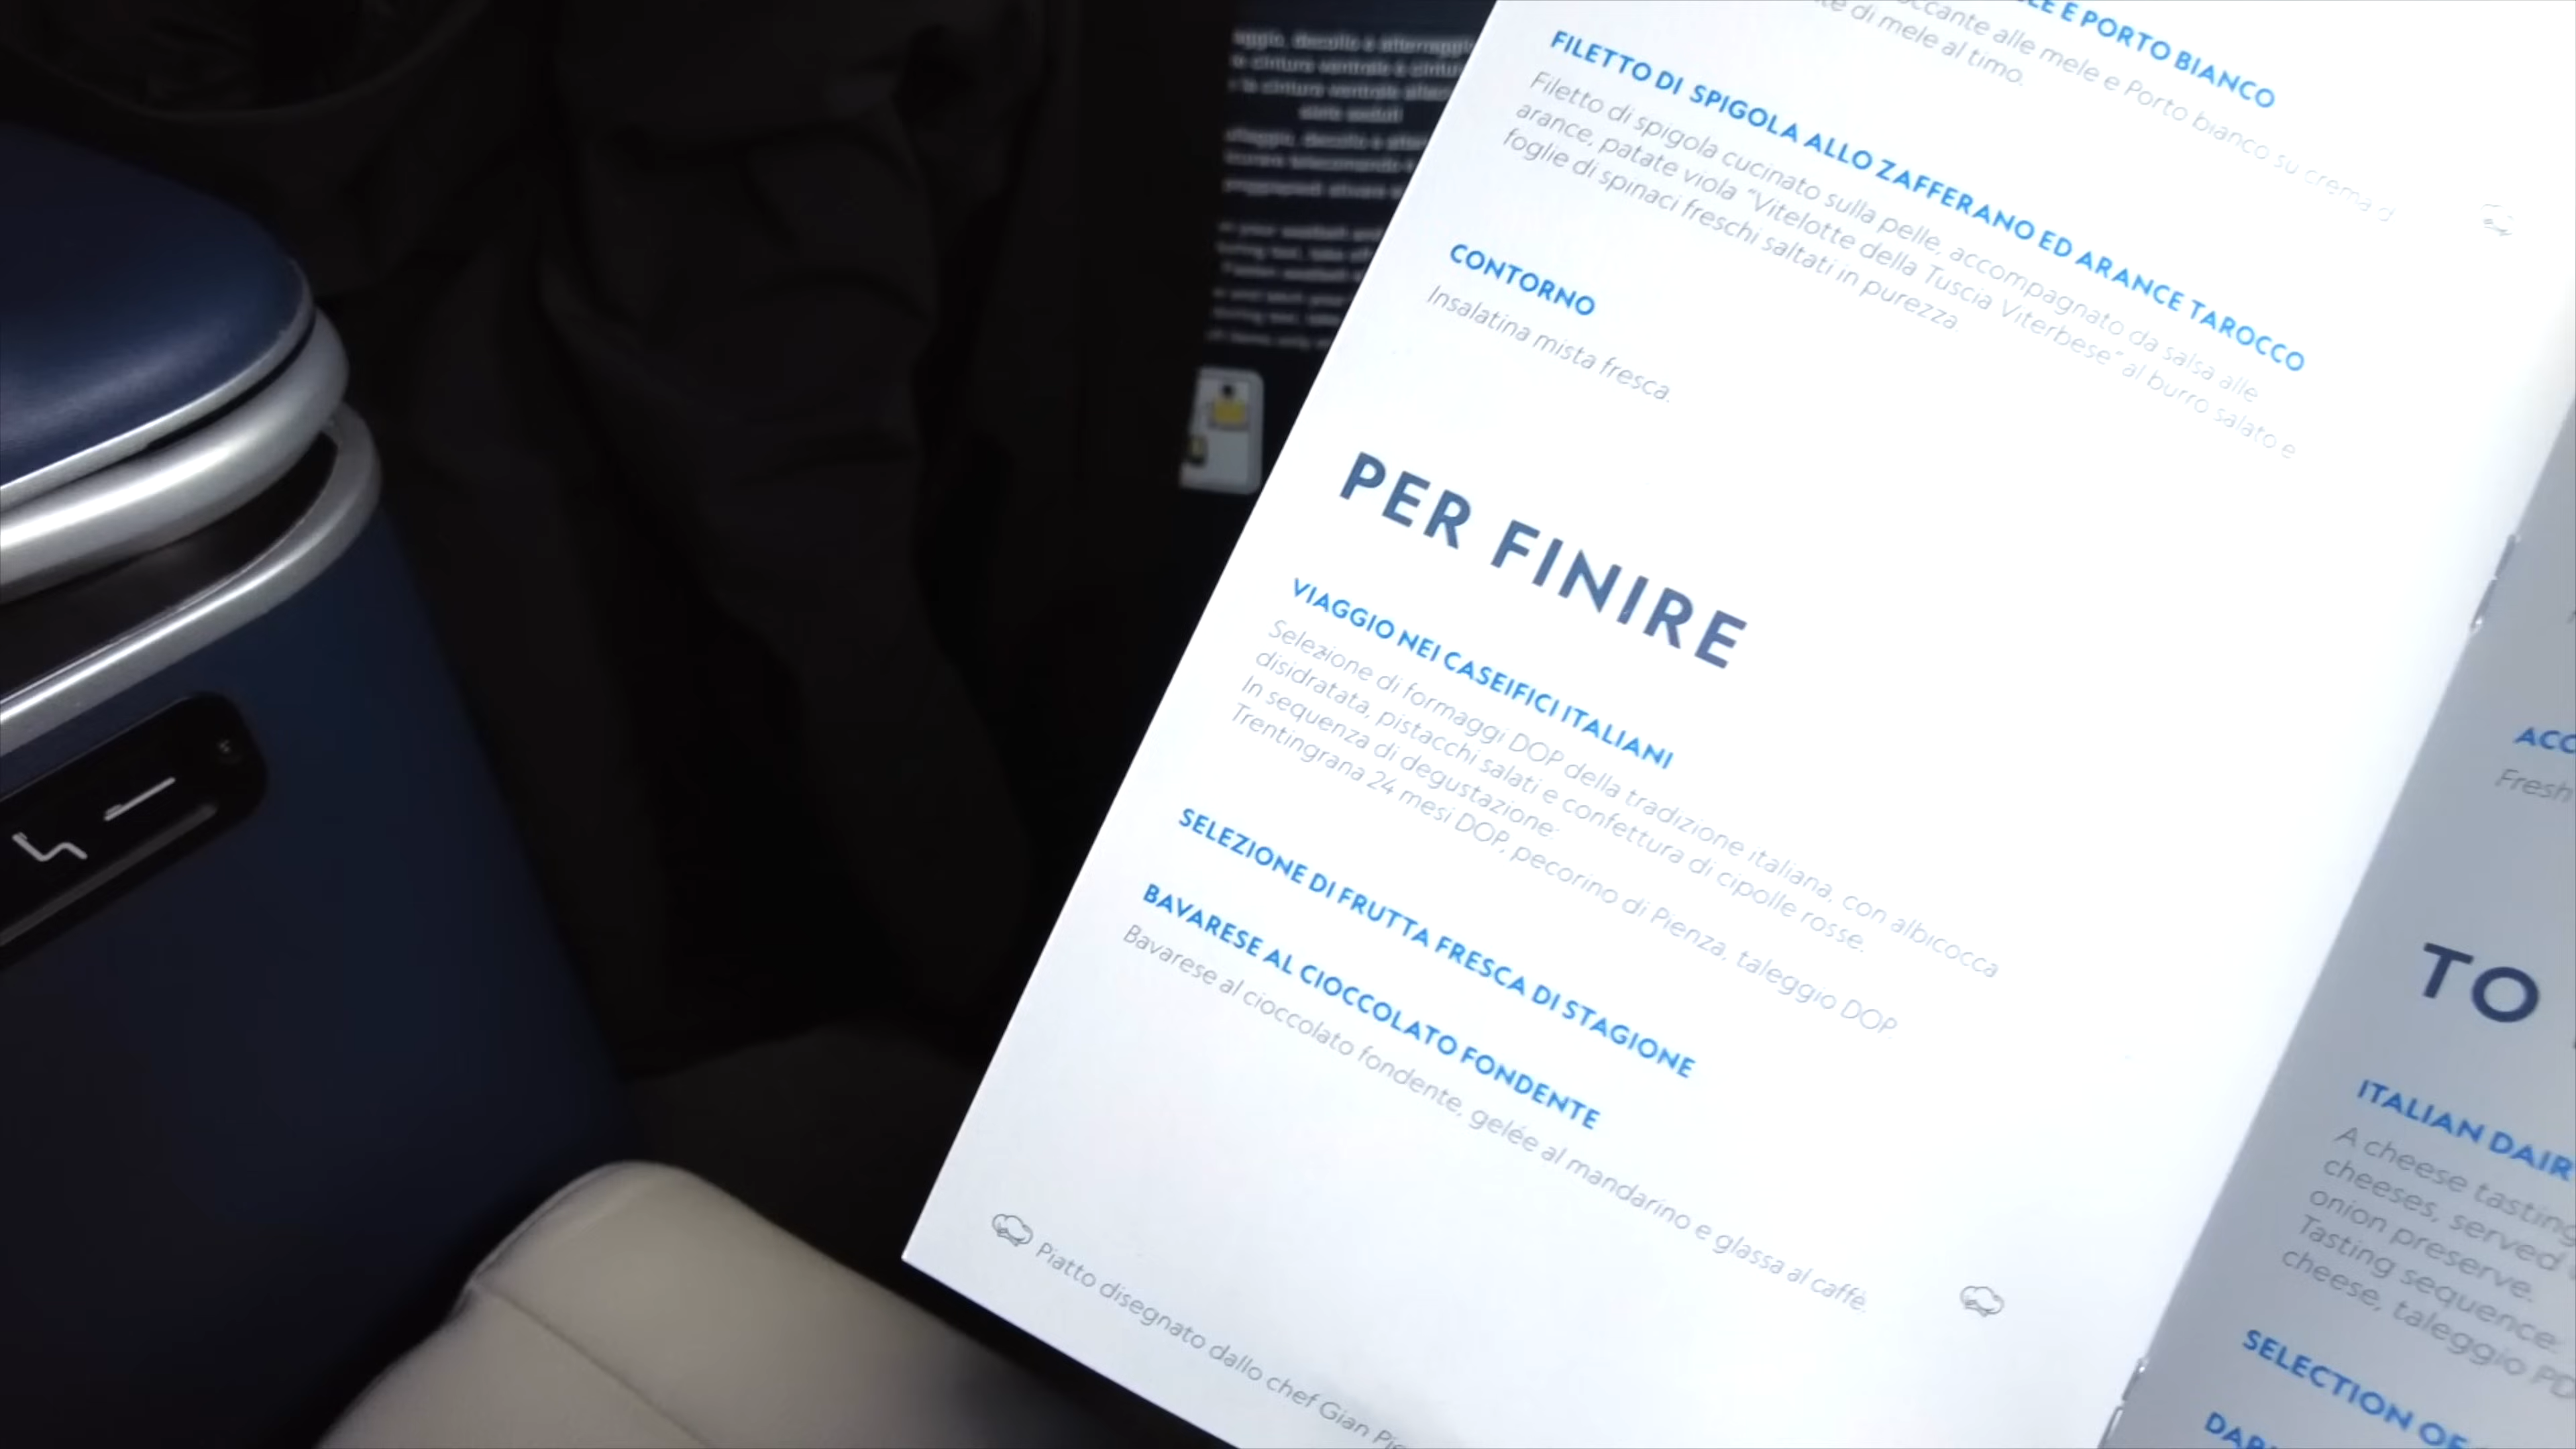 E PORTO BIANCO
alle mele e Porto bianco su crema d
di mele al timo.
FILETTO DI SPIGOLA ALLO ZAFFERANO ED ARANCE TAROCCO
Filetto di spigola cucinato sulla pelle, accompagnato da salsa alle
arance, patate viola "Vitelotte della Tuscia Viterbese" al burro salato e
foglie di spinaci freschi saltati in purezza
CONTORNO
Insalatina mista fresca.
PER FINIRE
VIAGGIO NEI CASEIFICI ITALIANI
Selezione di formaggi DOP della tradizione italiana, con albicocca
disidratata, pistacchi salati e confettura di cipolle rosse.
In sequenza di degustazione:
Trentingrana 24 mesi DOP, pecorino di Pienza, taleggio DOP.
SELEZIONE DI FRUTTA FRESCA DI STAGIONE
BAVARESE AL CIOCCOLATO FONDENTE
Bavarese al cioccolato fondente, gelée al mandarino e glassa al caffè.
Piatto disegnato dallo chef Gian Pie
ACC
Fresh
TO
ITALIAN DAIR
A cheese tasting
cheeses, served
onion preserve.
Tasting sequence:
cheese, taleggio PD
SELECTION OF
DAR